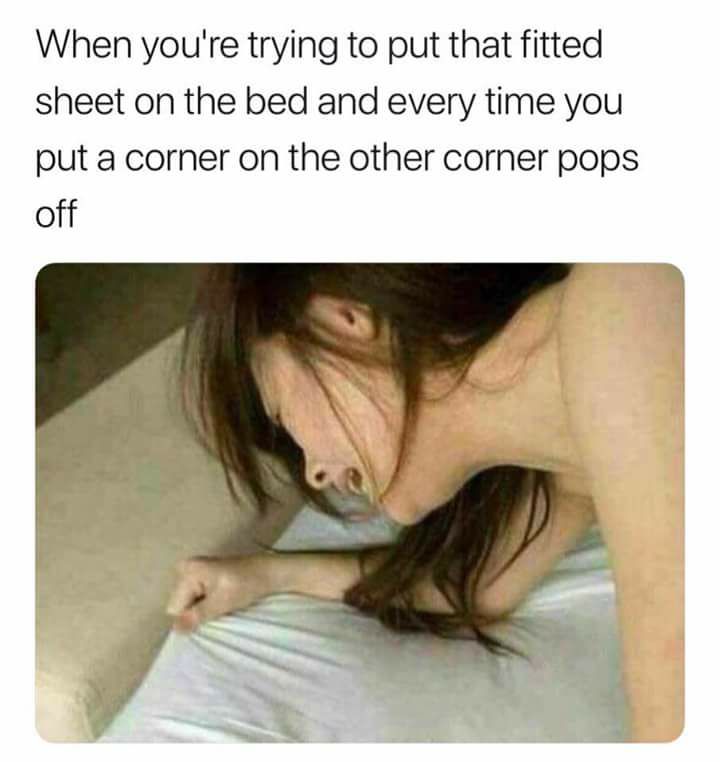 When you're trying to put that fitted
sheet on the bed and every time you
put a corner on the other corner pops
off